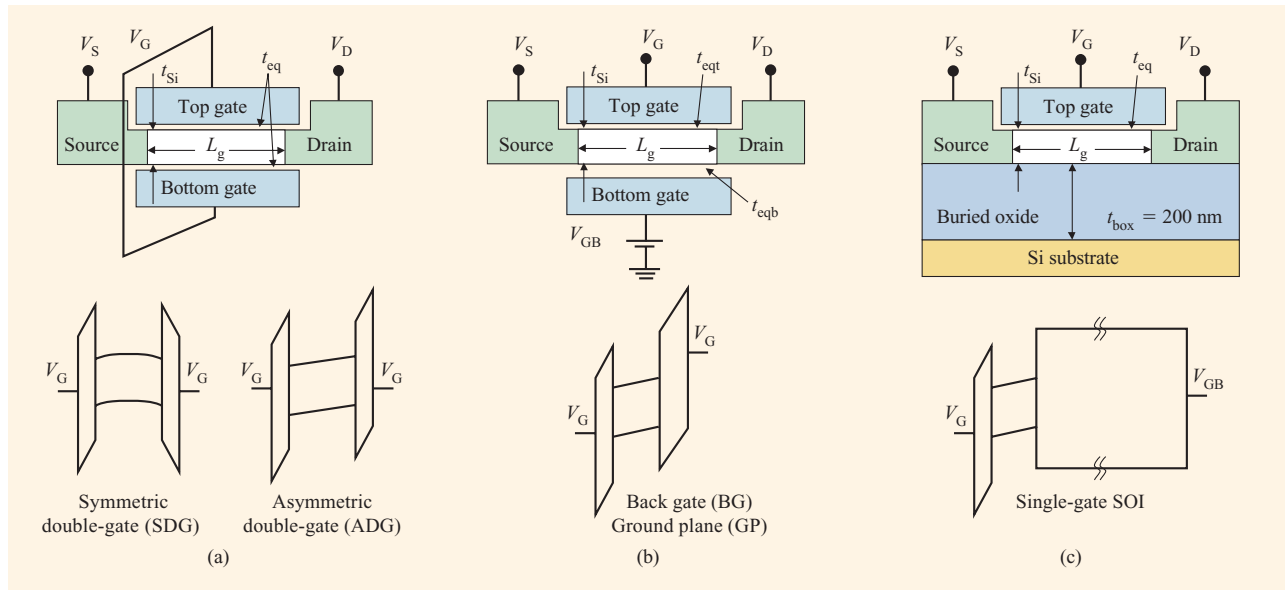 V_S
V_G
t_Si
t_eq
V_D
Top gate
Source
L_g
Drain
Bottom gate
V_G
V_G
V_G
V_G
Symmetric
double-gate (SDG)
Asymmetric
double-gate (ADG)
(a)
V_S
V_G
V_D
t_Si
t_eqt
Top gate
Source
L_g
Drain
Bottom gate
t_eqb
V_GB
V_G
V_G
Back gate (BG)
Ground plane (GP)
(b)
V_S
V_G
V_D
t_Si
t_eq
Top gate
Source
L_g
Drain
Buried oxide
t_box = 200 nm
Si substrate
V_G
V_GB
Single-gate SOI
(c)